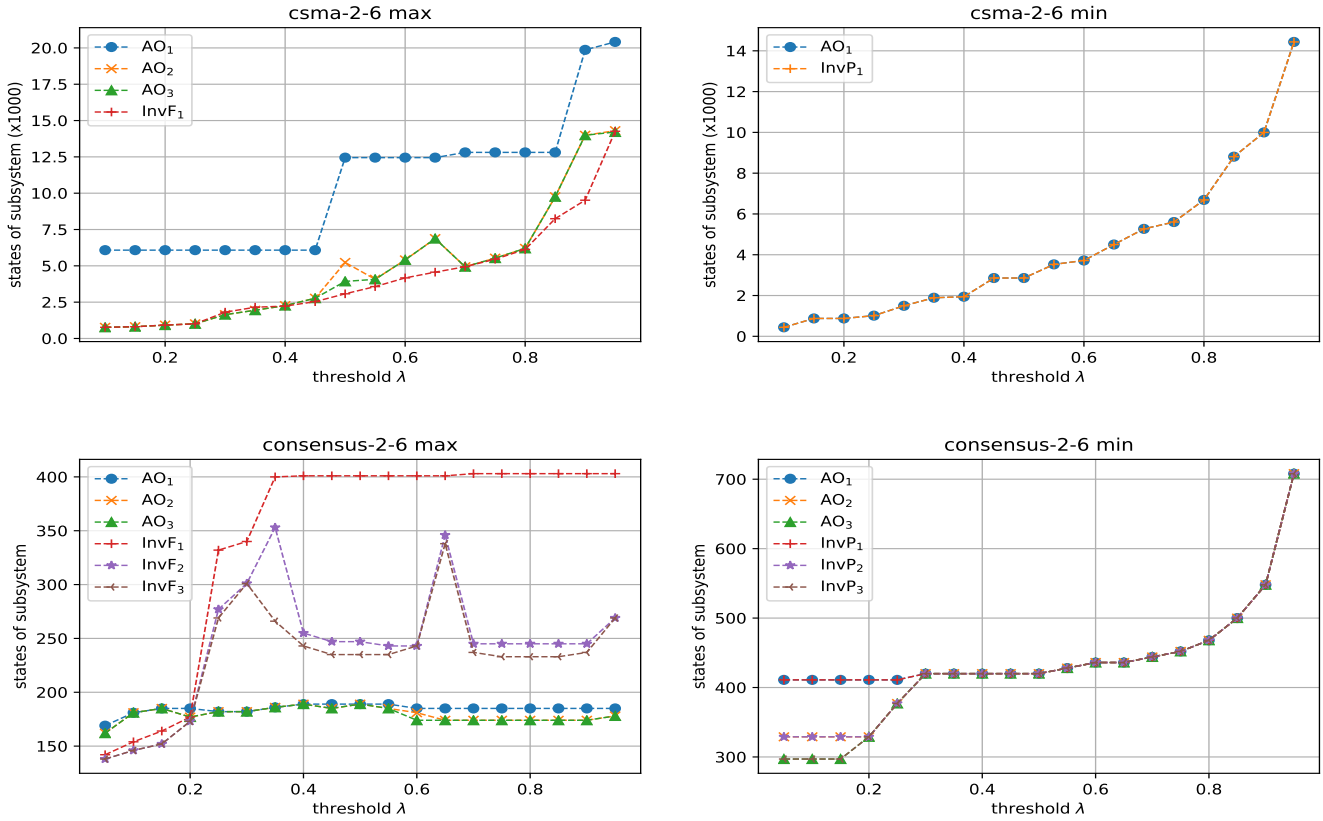 csma-2-6 max
20.0
17.5
15.0
12.5
10.0
7.5
5.0
2.5
0.0
states of subsystem (x1000)
AO₁
AO₂
AO₃
InvF₁
0.2 0.4 0.6 0.8
threshold λ
csma-2-6 min
14
12
10
8
6
4
2
0
states of subsystem (x1000)
AO₁
InvP₁
0.2 0.4 0.6 0.8
threshold λ
consensus-2-6 max
400
350
300
250
200
150
states of subsystem
AO₁
AO₂
AO₃
InvF₁
InvF₂
InvF₃
0.2 0.4 0.6 0.8
threshold λ
consensus-2-6 min
700
600
500
400
300
states of subsystem
AO₁
AO₂
AO₃
InvP₁
InvP₂
InvP₃
0.2 0.4 0.6 0.8
threshold λ